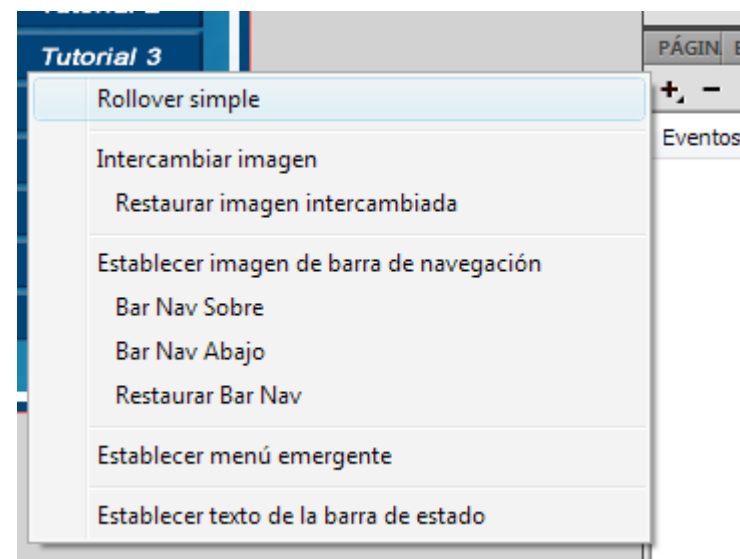 Tutorial 3
PÁGIN
Rollover simple
Eventos
Intercambiar imagen
Restaurar imagen intercambiada
Establecer imagen de barra de navegación
Bar Nav Sobre
Bar Nav Abajo
Restaurar Bar Nav
Establecer menú emergente
Establecer texto de la barra de estado